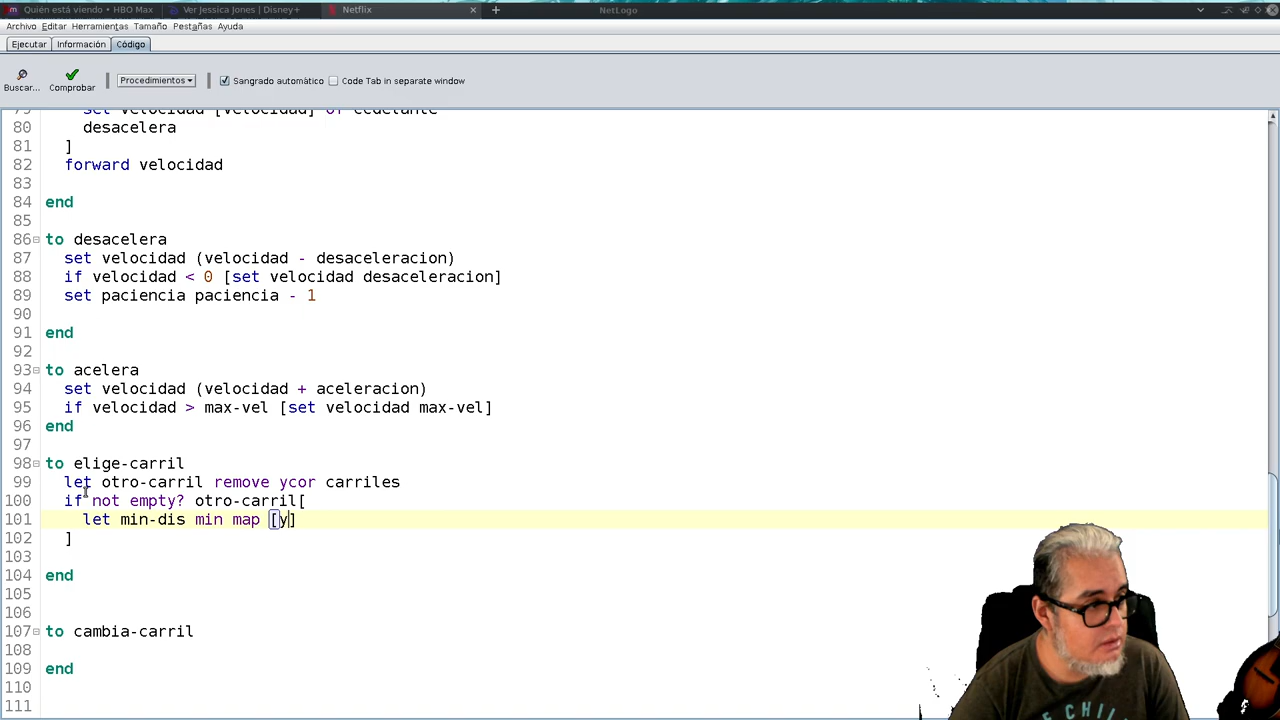 Quién está viendo • HBO Max
Ver Jessica Jones | Disney+
Netflix
NetLogo
Archivo Editar Herramientas Tamaño Pestañas Ayuda
Ejecutar Información Código
Buscar... Comprobar Procedimientos Sangrado automático Code Tab in separate window
79 set velocidad [velocidad] of cedelante
80 desacelera
81 ]
82 forward velocidad
83
84 end
85
86 to desacelera
87 set velocidad (velocidad - desaceleracion)
88 if velocidad < 0 [set velocidad desaceleracion]
89 set paciencia paciencia - 1
90
91 end
92
93 to acelera
94 set velocidad (velocidad + aceleracion)
95 if velocidad > max-vel [set velocidad max-vel]
96 end
97
98 to elige-carril
99 let otro-carril remove ycor carriles
100 if not empty? otro-carril[
101 let min-dis min map [y]
102 ]
103
104 end
105
106
107 to cambia-carril
108
109 end
110
111